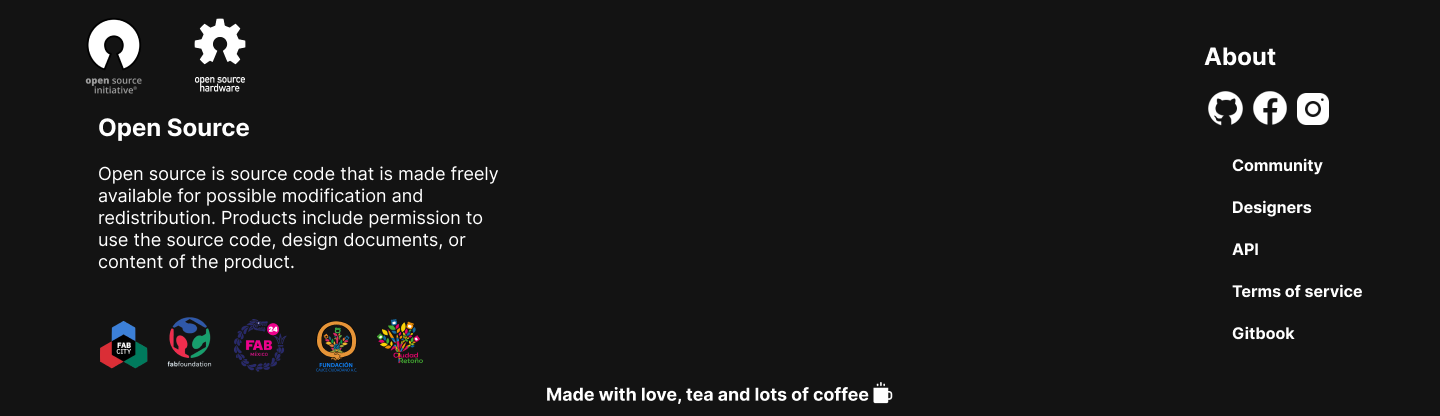 open source
initiative®
open source
hardware
Open Source
Open source is source code that is made freely
available for possible modification and
redistribution. Products include permission to
use the source code, design documents, or
content of the product.
FAB
CITY
fabfoundation
24
FAB
MÉXICO
FUNDACIÓN
Ciudad
Retoño
About
Community
Designers
API
Terms of service
Gitbook
Made with love, tea and lots of coffee